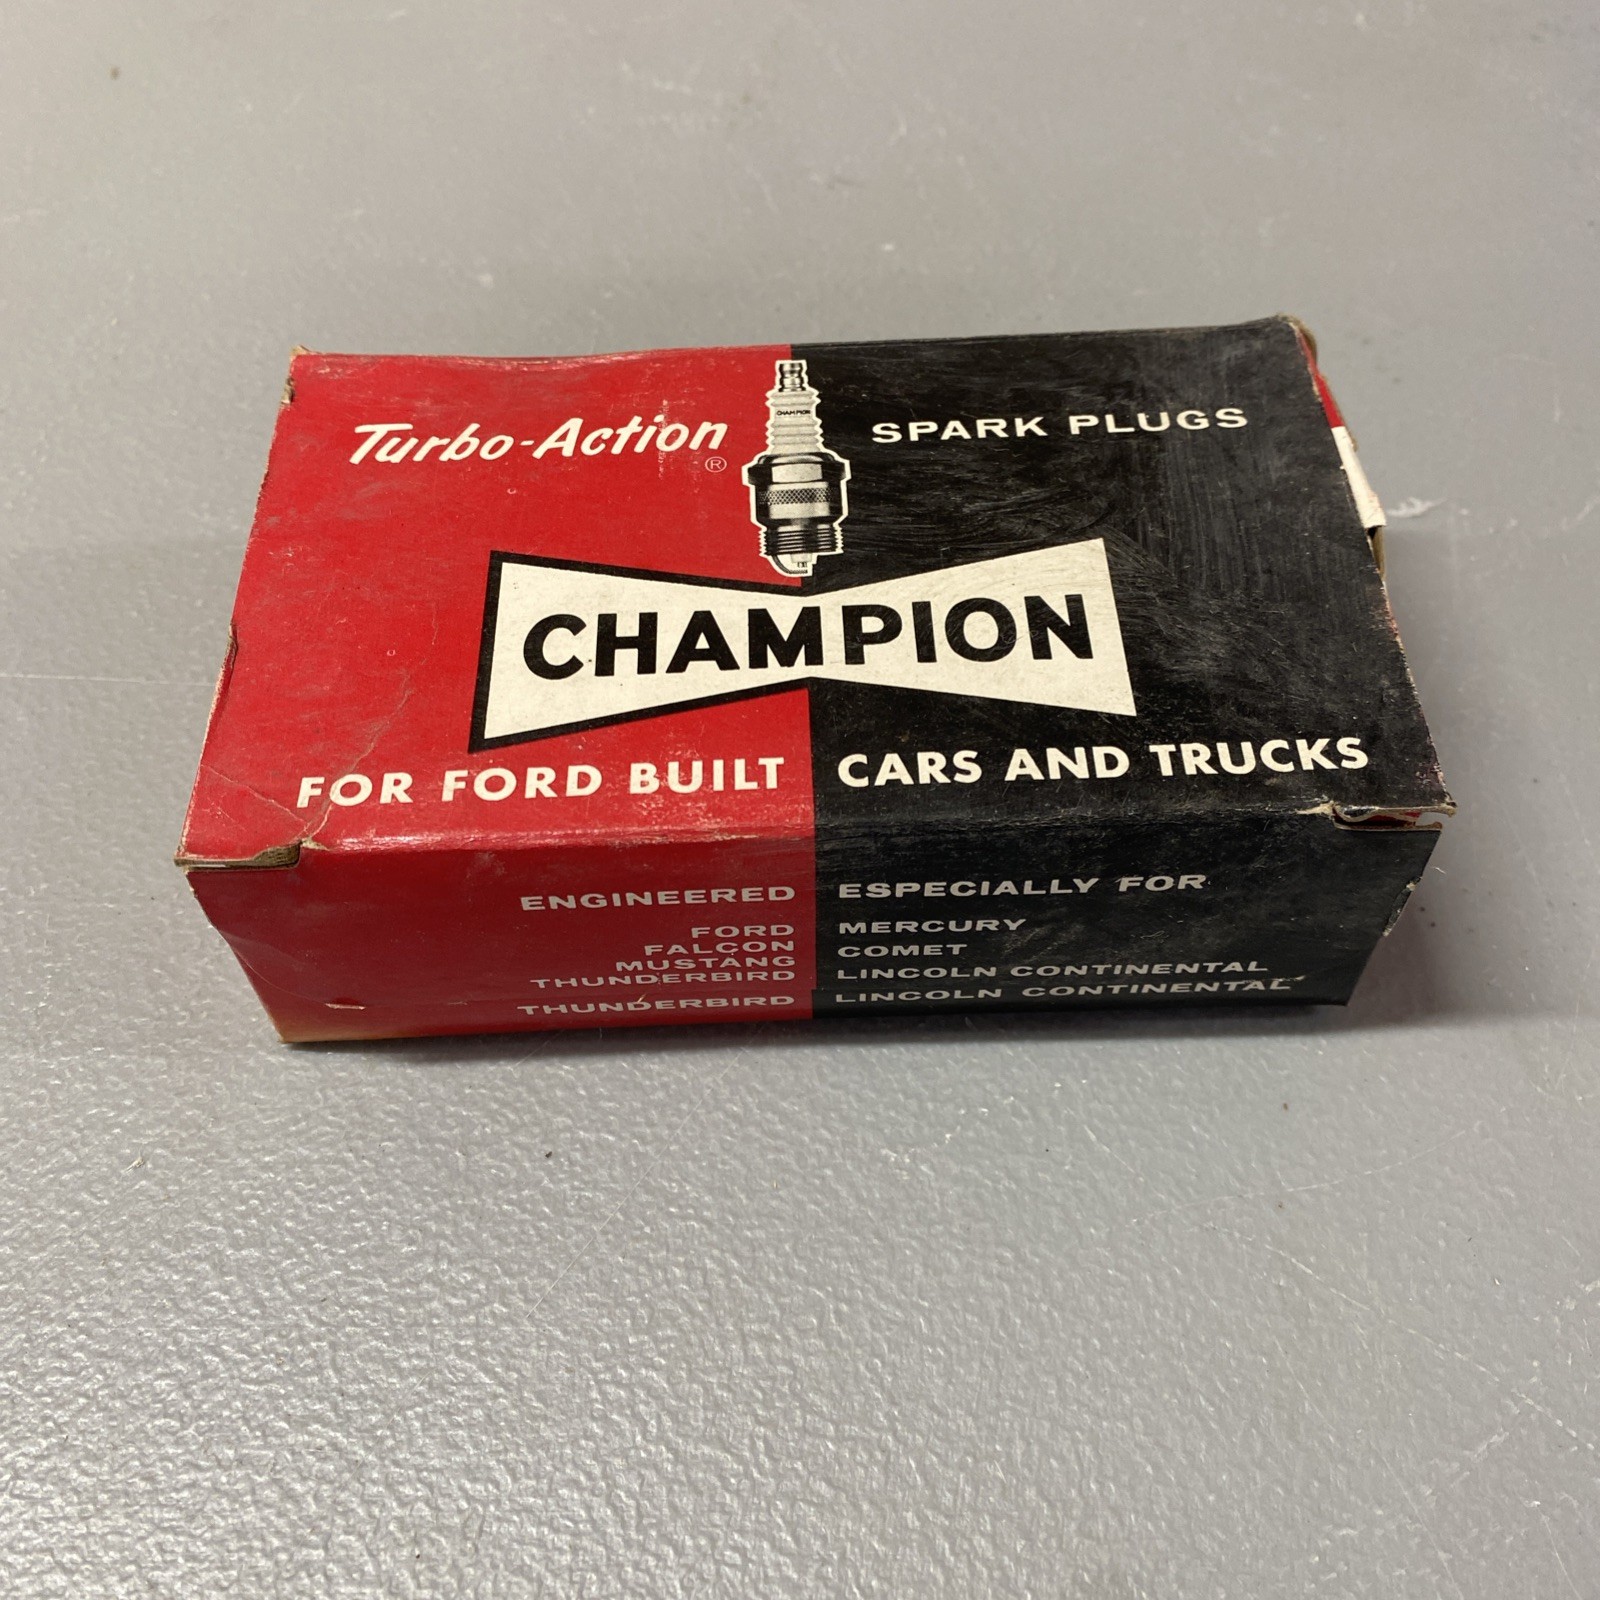 Turbo-Action ® SPARK PLUGS
CHAMPION
CHAMPION
FOR FORD BUILT CARS AND TRUCKS
ENGINEERED ESPECIALLY FOR
FORD MERCURY
FALCON COMET
MUSTANG LINCOLN CONTINENTAL
THUNDERBIRD
THUNDERBIRD LINCOLN CONTINENTAL